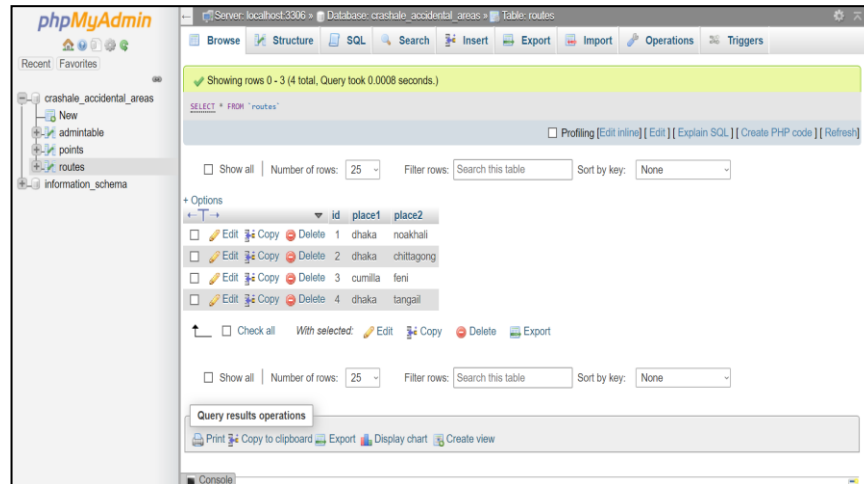 phpMyAdmin
Recent Favorites
crashale_accidental_areas
New
admintable
points
routes
information_schema
Server: localhost:3306 » Database: crashale_accidental_areas » Table: routes
Browse Structure SQL Search Insert Export Import Operations Triggers
Showing rows 0 - 3 (4 total, Query took 0.0008 seconds.)
SELECT * FROM `routes`
Profiling [Edit inline] [ Edit ] [ Explain SQL ] [ Create PHP code ] [ Refresh]
Show all Number of rows: 25 Filter rows: Search this table Sort by key: None
+ Options
←T→ id place1 place2
Edit Copy Delete 1 dhaka noakhali
Edit Copy Delete 2 dhaka chittagong
Edit Copy Delete 3 cumilla feni
Edit Copy Delete 4 dhaka tangail
Check all With selected: Edit Copy Delete Export
Show all Number of rows: 25 Filter rows: Search this table Sort by key: None
Query results operations
Print Copy to clipboard Export Display chart Create view
Console